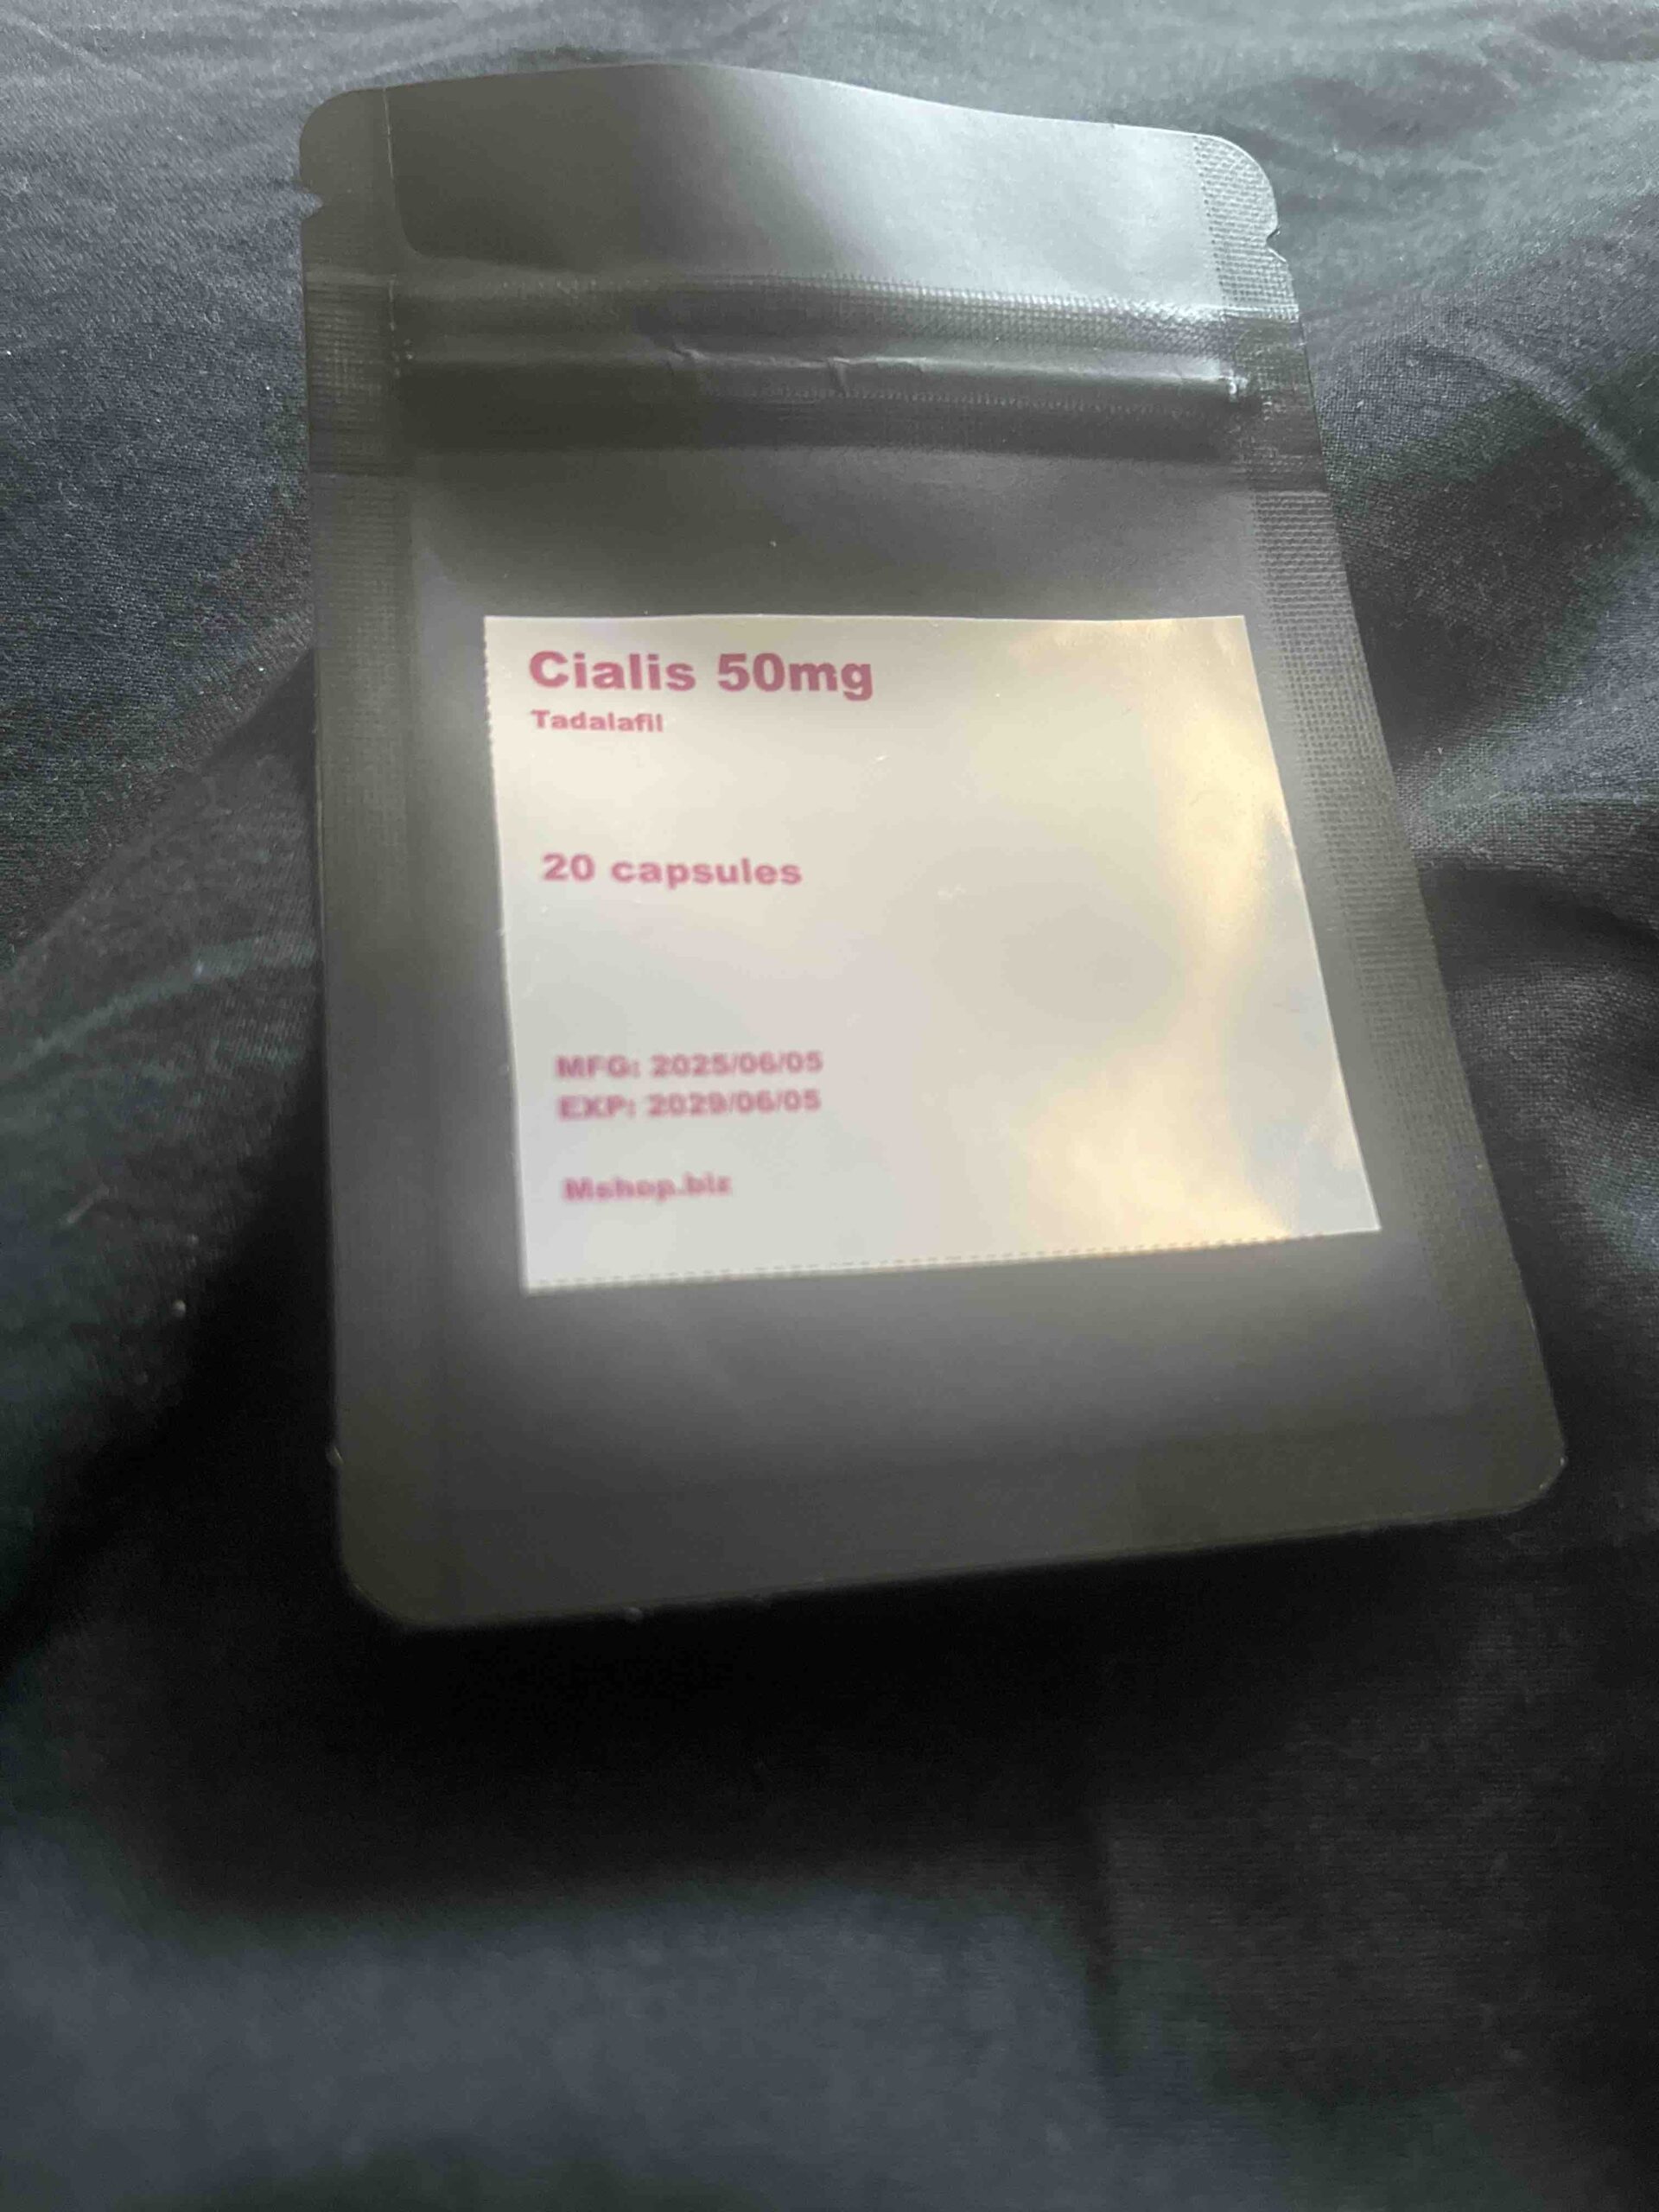 Cialis 50mg
Tadalafil
20 capsules
MFG: 2025/06/05
EXP: 2029/06/05
Mshop.biz